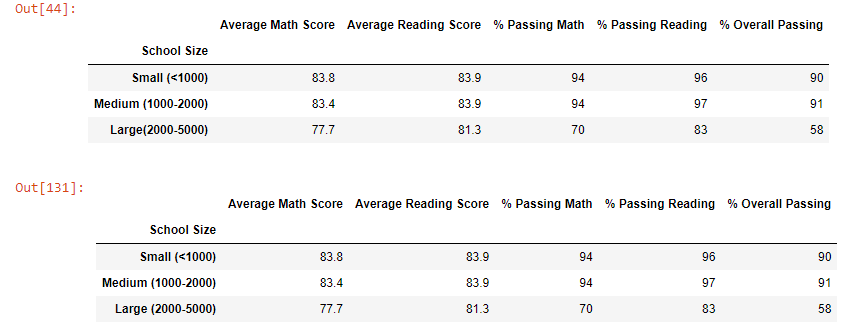 Out[44]:
Average Math Score Average Reading Score % Passing Math % Passing Reading % Overall Passing
School Size
Small (<1000) 83.8 83.9 94 96 90
Medium (1000-2000) 83.4 83.9 94 97 91
Large(2000-5000) 77.7 81.3 70 83 58
Out[131]:
Average Math Score Average Reading Score % Passing Math % Passing Reading % Overall Passing
School Size
Small (<1000) 83.8 83.9 94 96 90
Medium (1000-2000) 83.4 83.9 94 97 91
Large (2000-5000) 77.7 81.3 70 83 58